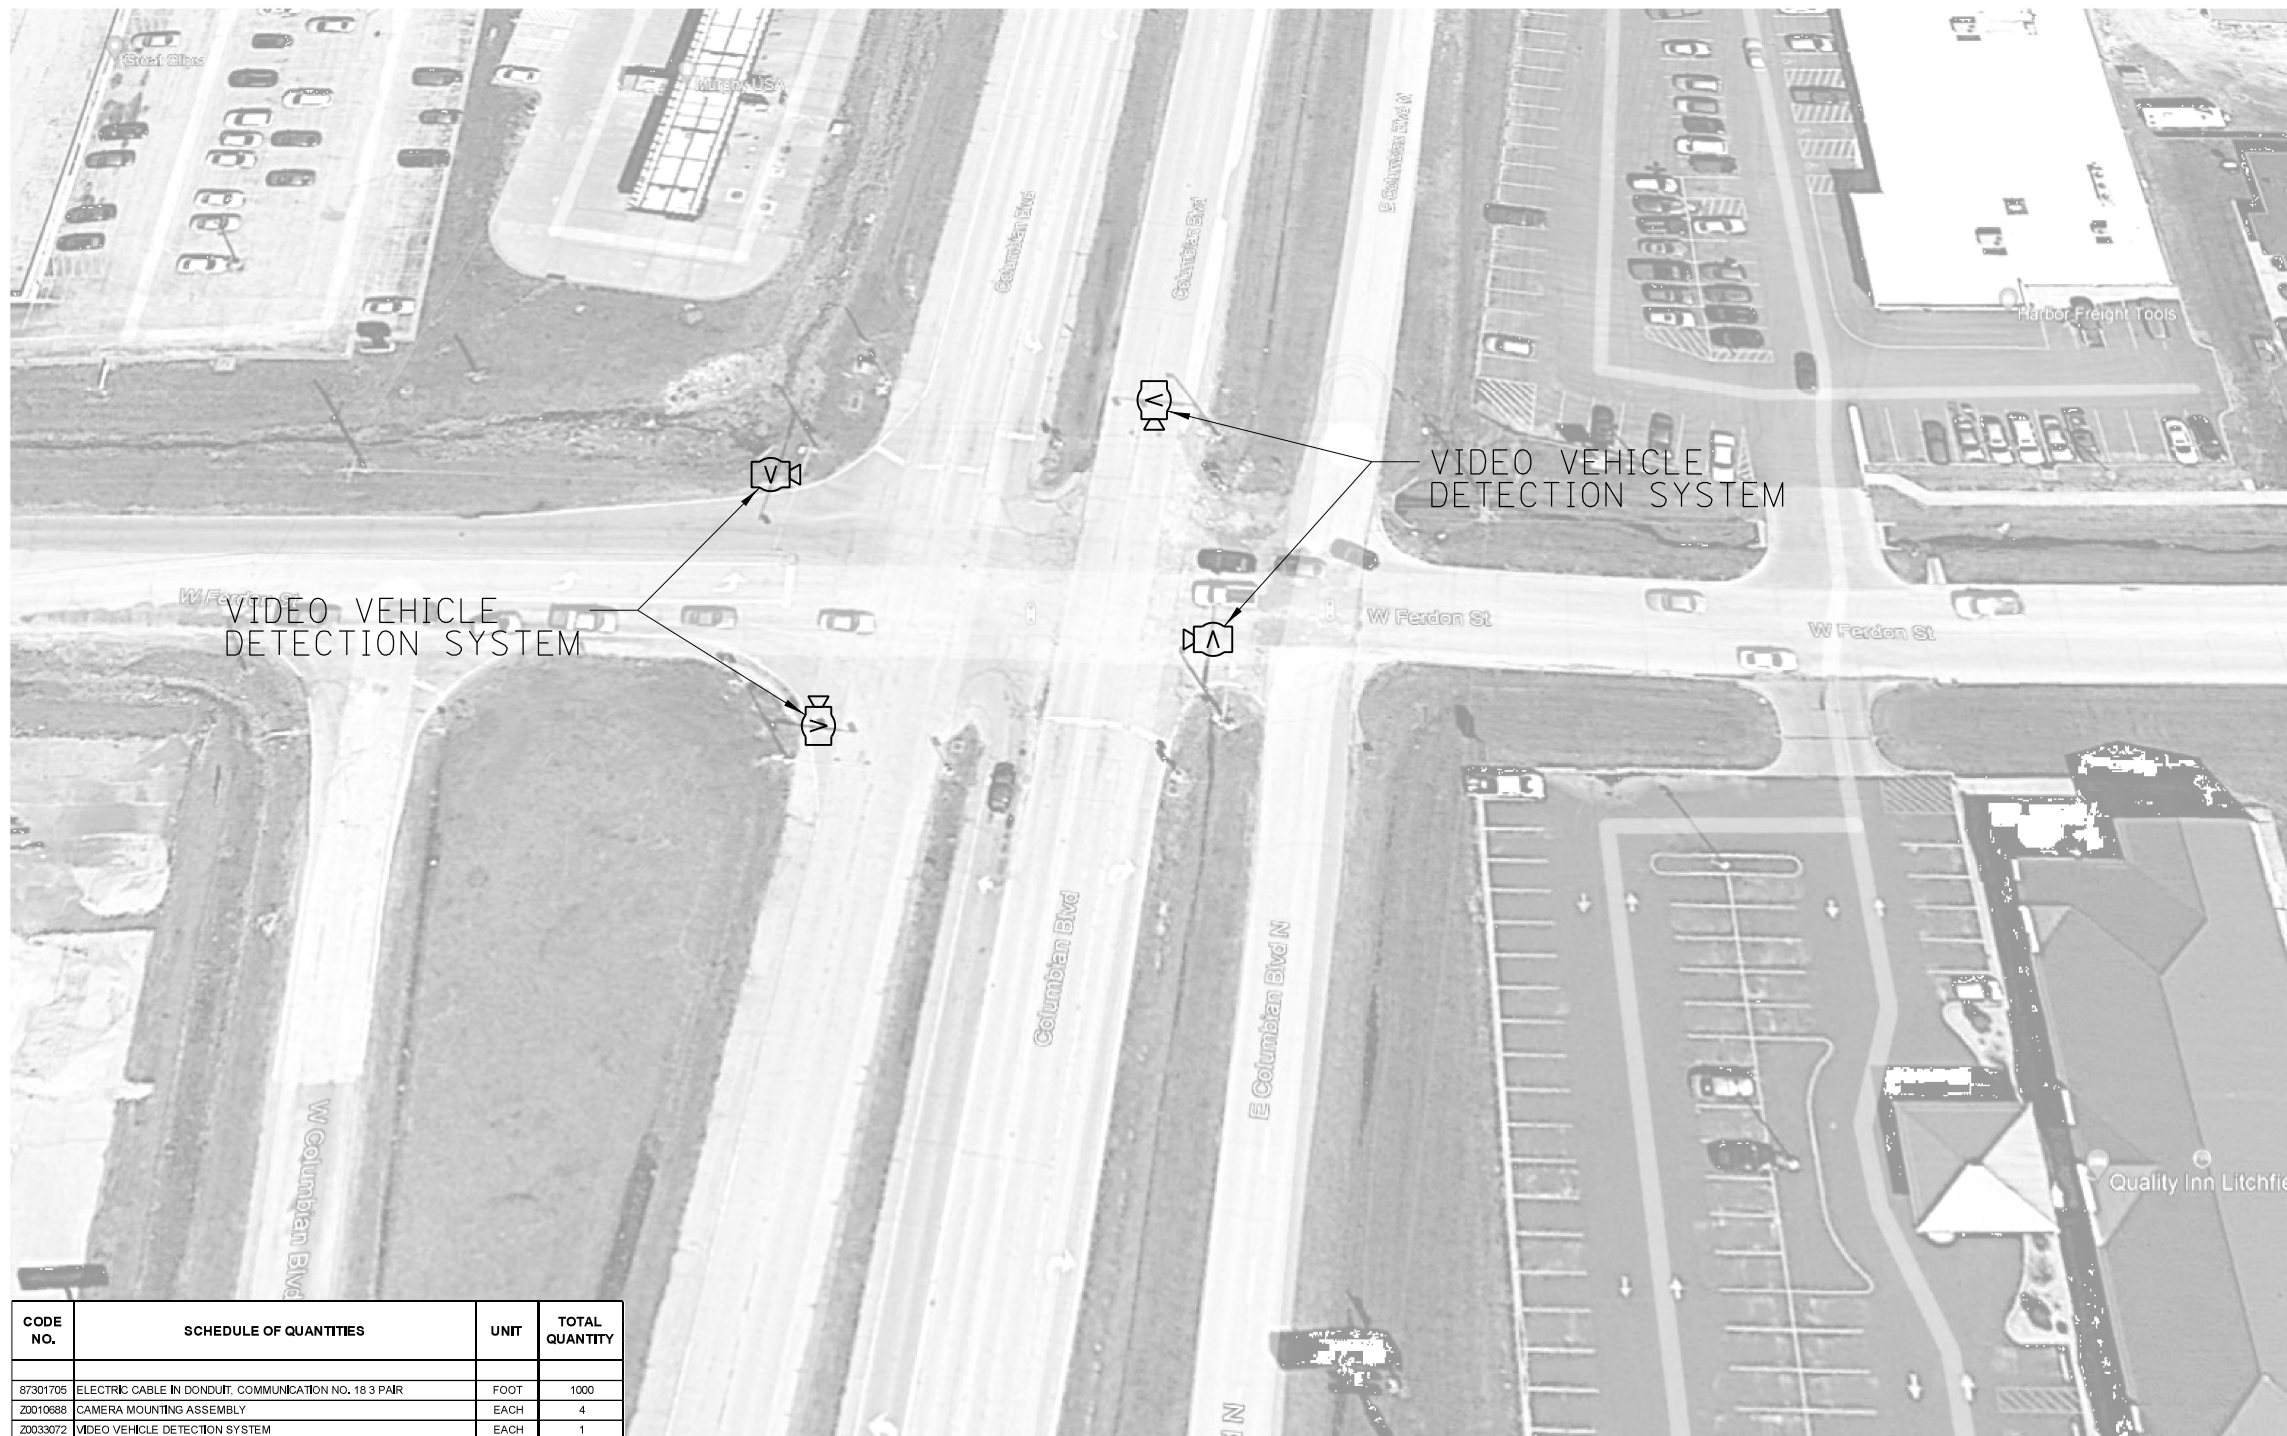 Great Clips
Murphy USA
Columbian Blvd
Columbian Blvd
E Columbian Blvd N
Harbor Freight Tools
VIDEO VEHICLE
DETECTION SYSTEM
W Ferdon St
VIDEO VEHICLE
DETECTION SYSTEM
W Ferdon St
W Ferdon St
Columbian Blvd
E Columbian Blvd N
W Columbian Blvd
Quality Inn Litchfie
N
CODE NO. SCHEDULE OF QUANTITIES UNIT TOTAL QUANTITY
87301705 ELECTRIC CABLE IN DONDUIT, COMMUNICATION NO. 18 3 PAIR FOOT 1000
Z0010688 CAMERA MOUNTING ASSEMBLY EACH 4
Z0033072 VIDEO VEHICLE DETECTION SYSTEM EACH 1